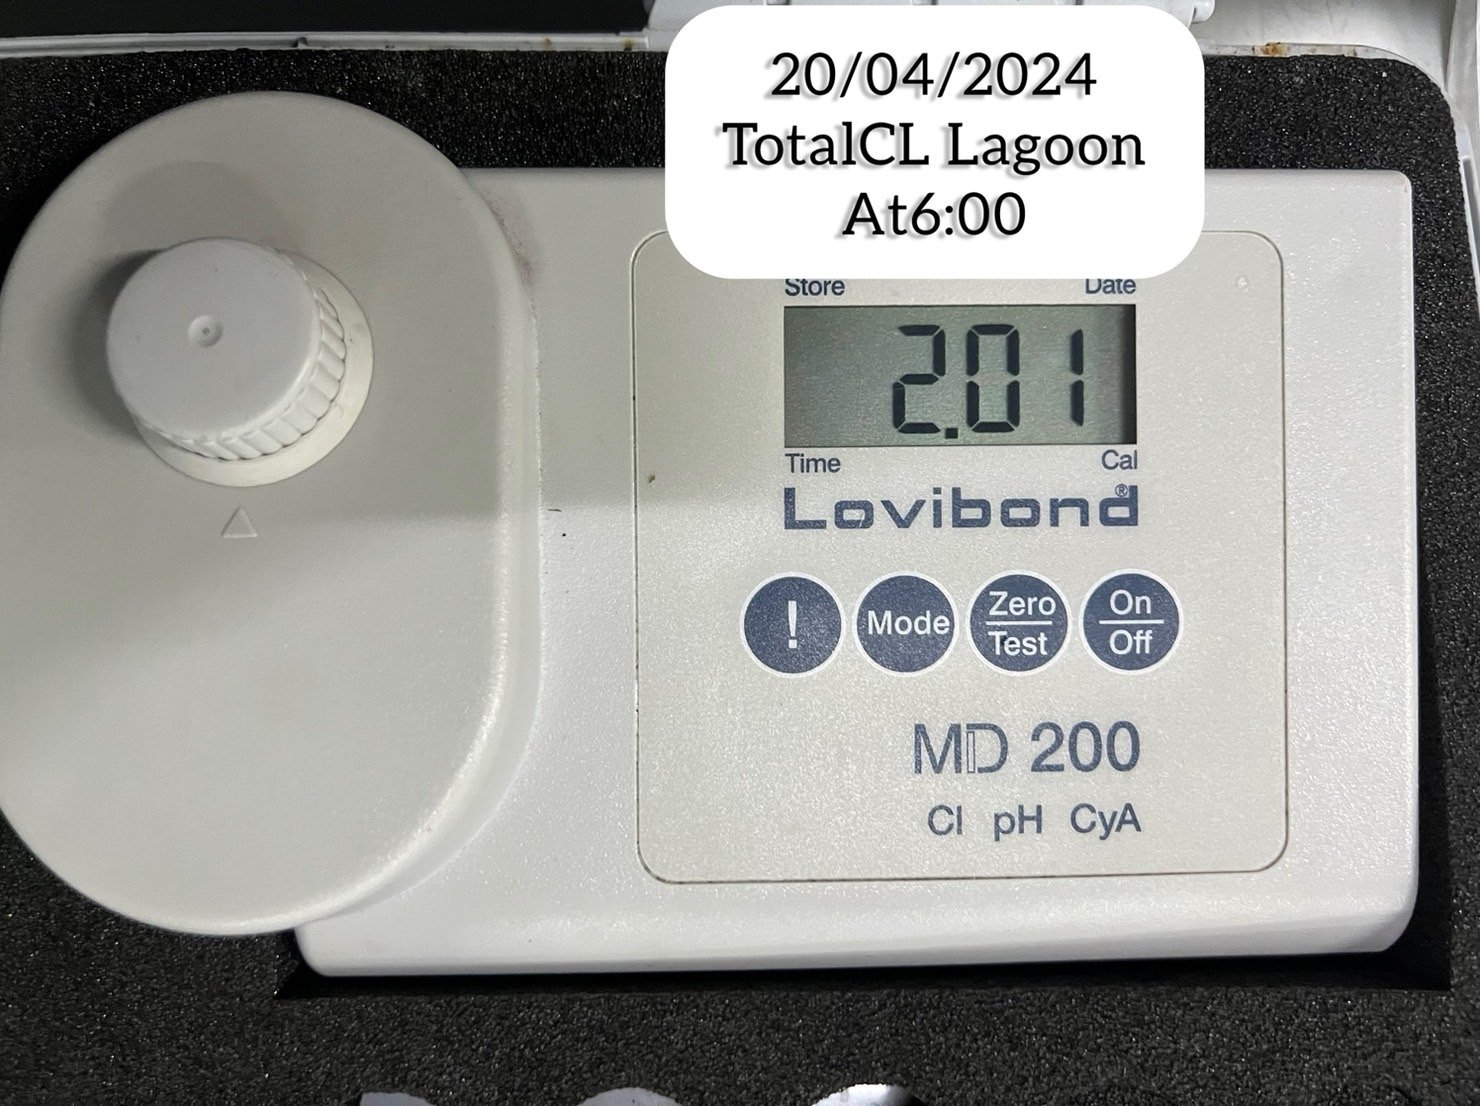 20/04/2024
TotalCL Lagoon
At6:00
Store Date
2.01
Time Cal
Lovibond®
! Mode Zero Test On Off
MD 200
Cl pH CyA